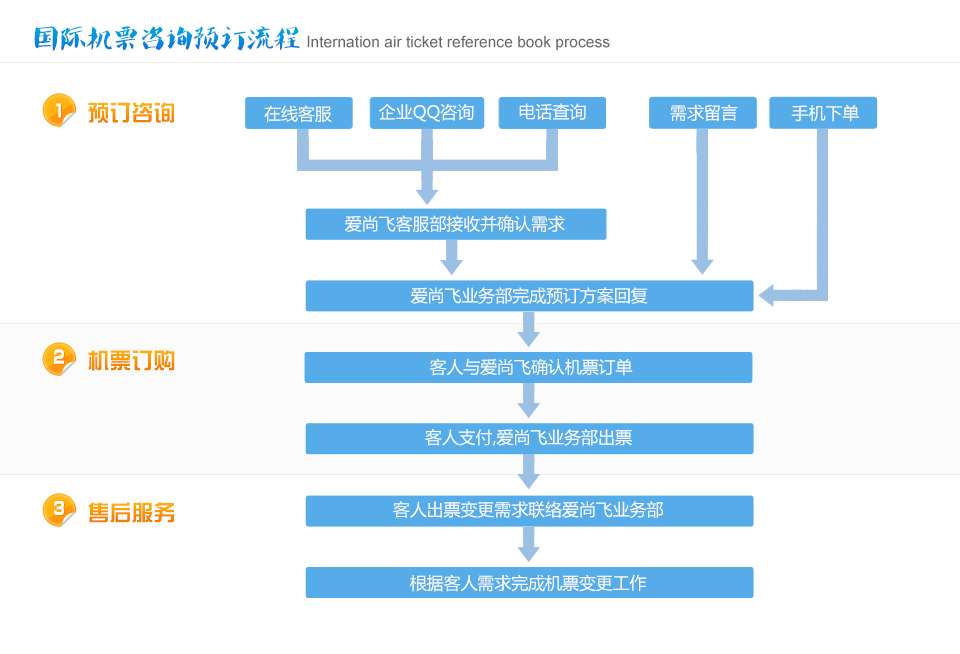 国际机票咨询预订流程 Internation air ticket reference book process
1 预订咨询
在线客服 企业QQ咨询 电话查询 需求留言 手机下单
爱尚飞客服部接收并确认需求
爱尚飞业务部完成预订方案回复
2 机票订购
客人与爱尚飞确认机票订单
客人支付,爱尚飞业务部出票
3 售后服务
客人出票变更需求联络爱尚飞业务部
根据客人需求完成机票变更工作